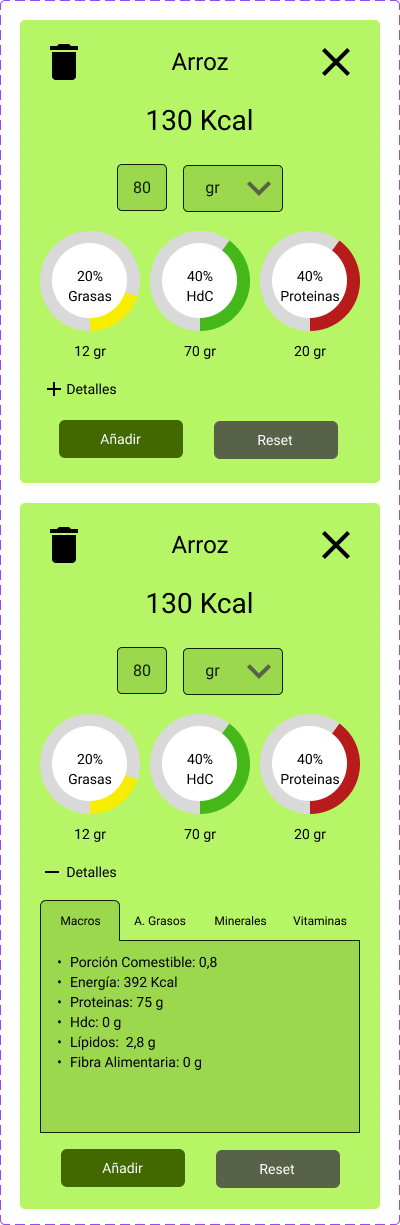 Arroz
130 Kcal
80 gr
20% 40% 40%
Grasas HdC Proteinas
12 gr 70 gr 20 gr
Detalles
Añadir Reset
Arroz
130 Kcal
80 gr
20% 40% 40%
Grasas HdC Proteinas
12 gr 70 gr 20 gr
Detalles
Macros A. Grasos Minerales Vitaminas
• Porción Comestible: 0,8
• Energía: 392 Kcal
• Proteinas: 75 g
• Hdc: 0 g
• Lípidos: 2,8 g
• Fibra Alimentaria: 0 g
Añadir Reset